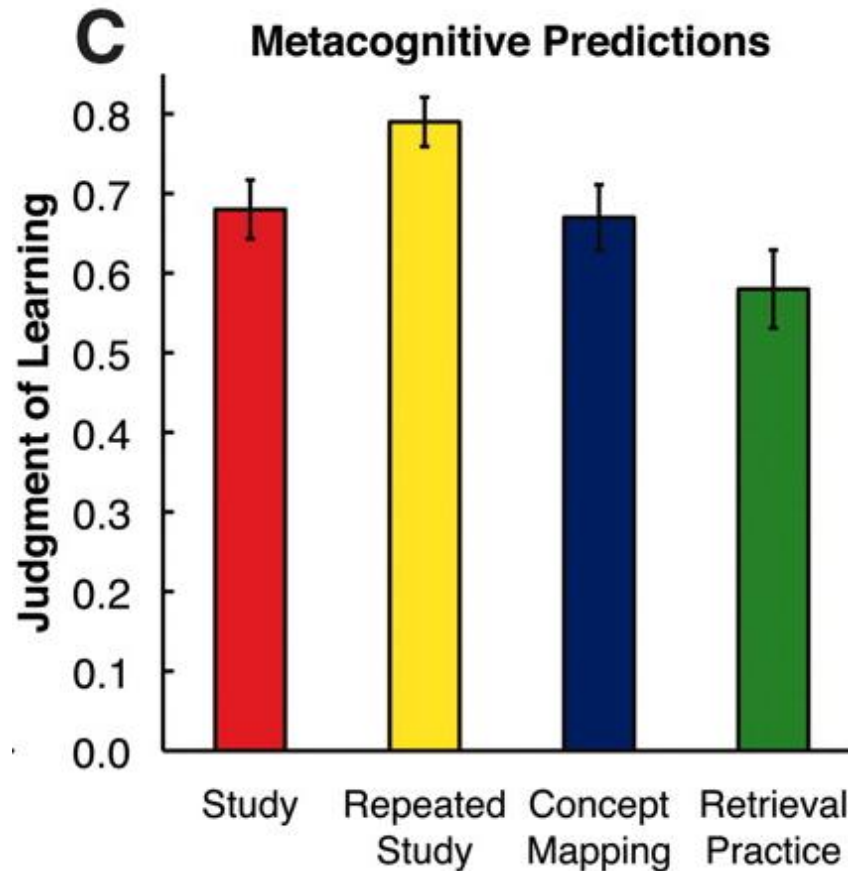 C
Metacognitive Predictions
Judgment of Learning
0.8
0.7
0.6
0.5
0.4
0.3
0.2
0.1
0.0
Study
Repeated
Study
Concept
Mapping
Retrieval
Practice